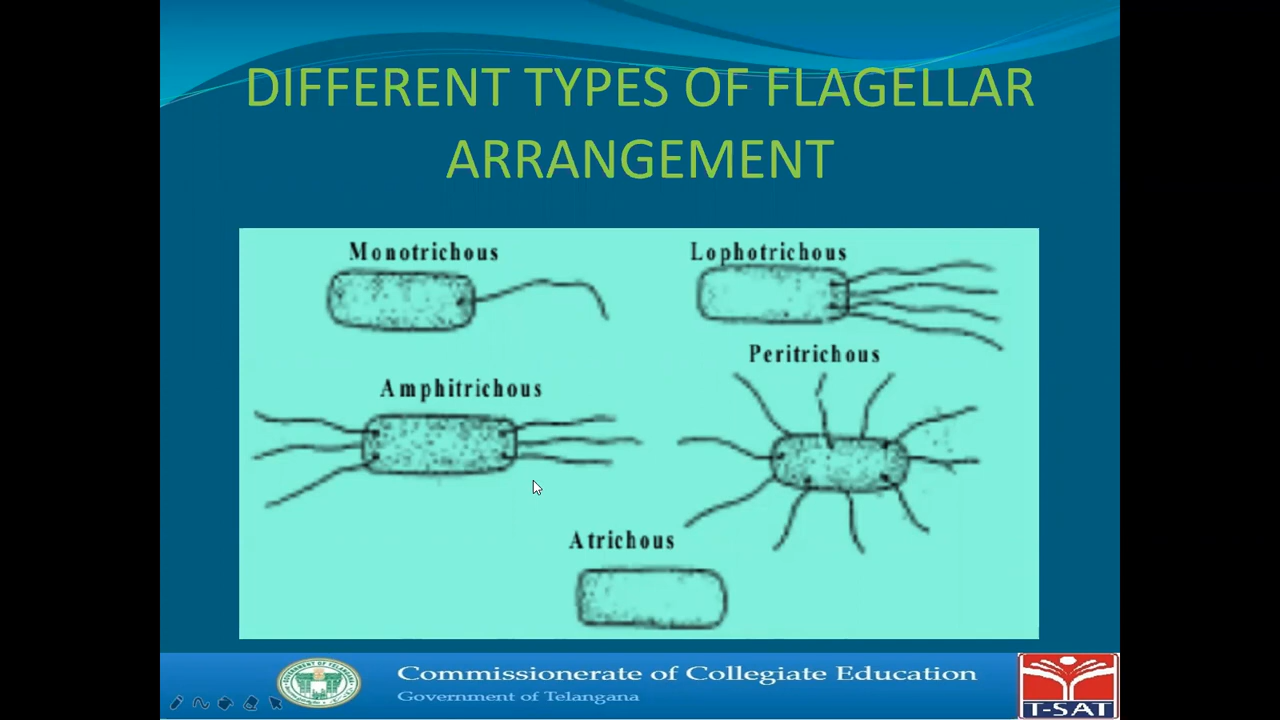 DIFFERENT TYPES OF FLAGELLAR
ARRANGEMENT
Monotrichous
Lophotrichous
Peritrichous
Amphitrichous
Atrichous
Commissionerate of Collegiate Education
Government of Telangana
T-SAT